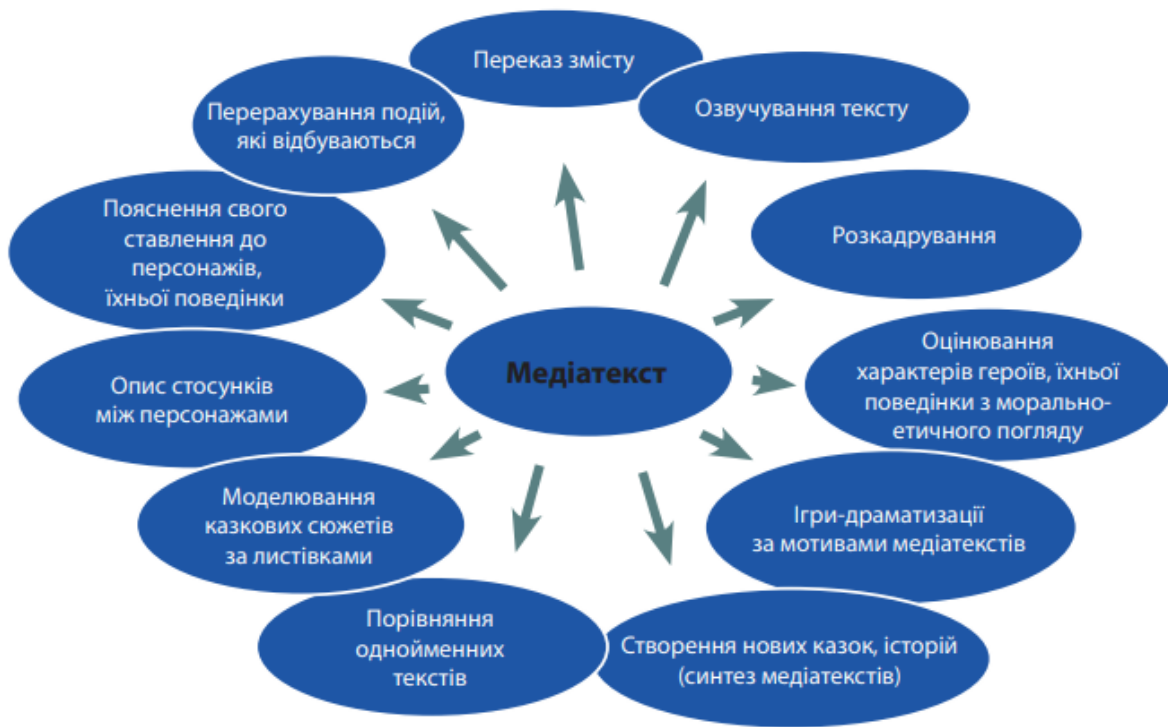 Переказ змісту
Озвучування тексту
Розкадрування
Оцінювання
характерів героїв, їхньої
поведінки з морально-
етичного погляду
Ігри-драматизації
за мотивами медіатекстів
Створення нових казок, історій
(синтез медіатекстів)
Порівняння
однойменних
текстів
Моделювання
казкових сюжетів
за листівками
Опис стосунків
між персонажами
Пояснення свого
ставлення до
персонажів,
їхньої поведінки
Перерахування подій,
які відбуваються
Медіатекст